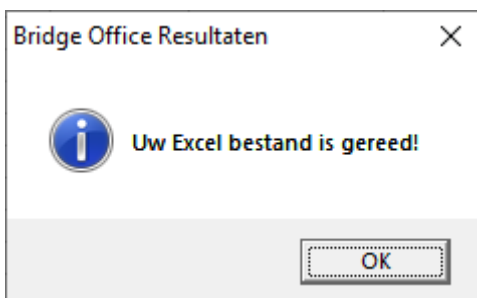 Bridge Office Resultaten
Uw Excel bestand is gereed!
OK